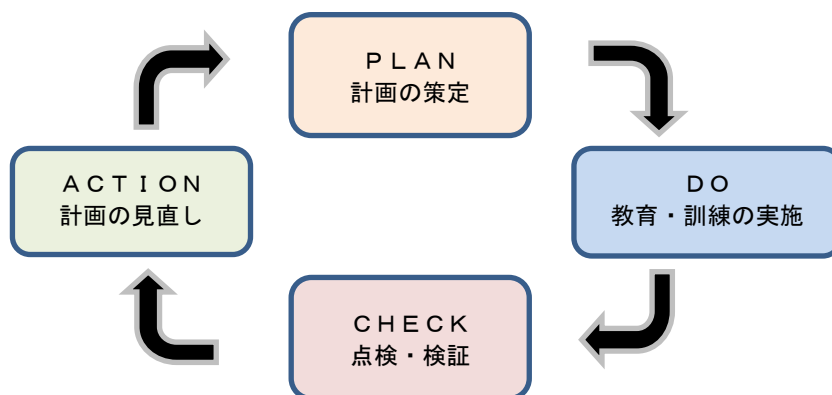 ＰＬＡＮ
計画の策定
ＡＣＴＩＯＮ
計画の見直し
ＤＯ
教育・訓練の実施
ＣＨＥＣＫ
点検・検証